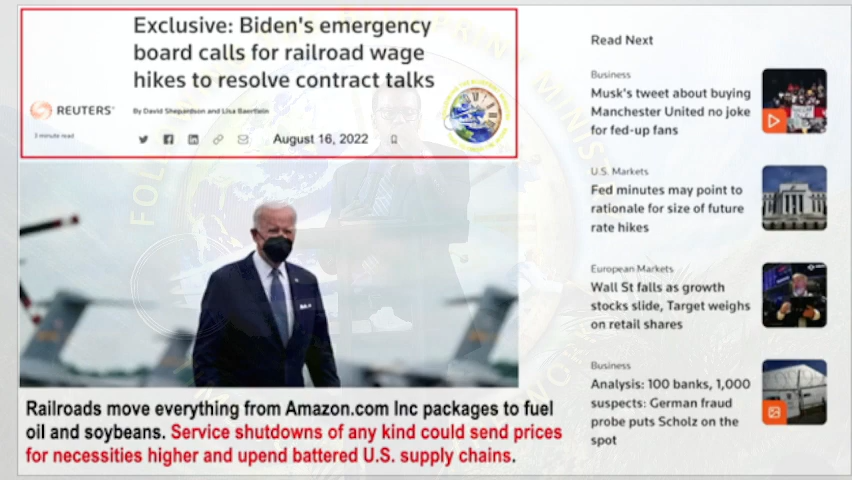 Exclusive: Biden's emergency
board calls for railroad wage
hikes to resolve contract talks
REUTERS
By David Shepardson and Lisa Baertlein
3 minute read
August 16, 2022
Railroads move everything from Amazon.com Inc packages to fuel
oil and soybeans. Service shutdowns of any kind could send prices
for necessities higher and upend battered U.S. supply chains.
Read Next
Business
Musk's tweet about buying
Manchester United no joke
for fed-up fans
U.S. Markets
Fed minutes may point to
rationale for size of future
rate hikes
European Markets
Wall St falls as growth
stocks slide, Target weighs
on retail shares
Business
Analysis: 100 banks, 1,000
suspects: German fraud
probe puts Scholz on the
spot